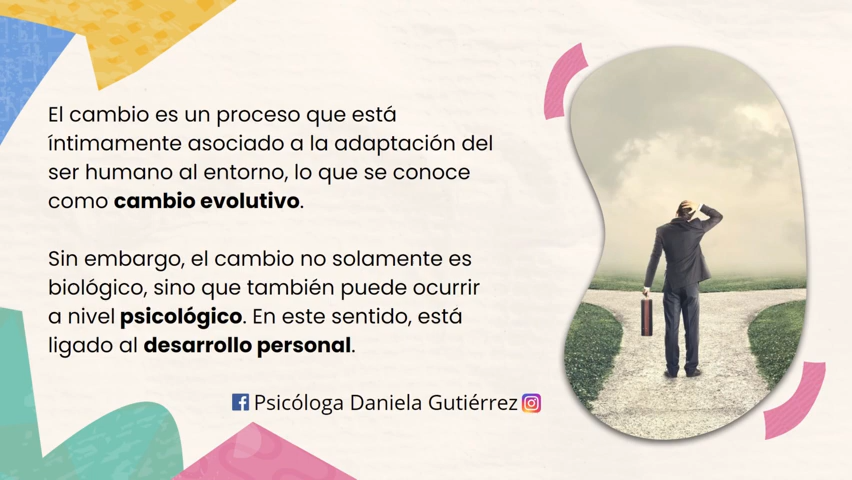 El cambio es un proceso que está
íntimamente asociado a la adaptación del
ser humano al entorno, lo que se conoce
como cambio evolutivo.
Sin embargo, el cambio no solamente es
biológico, sino que también puede ocurrir
a nivel psicológico. En este sentido, está
ligado al desarrollo personal.
Psicóloga Daniela Gutiérrez